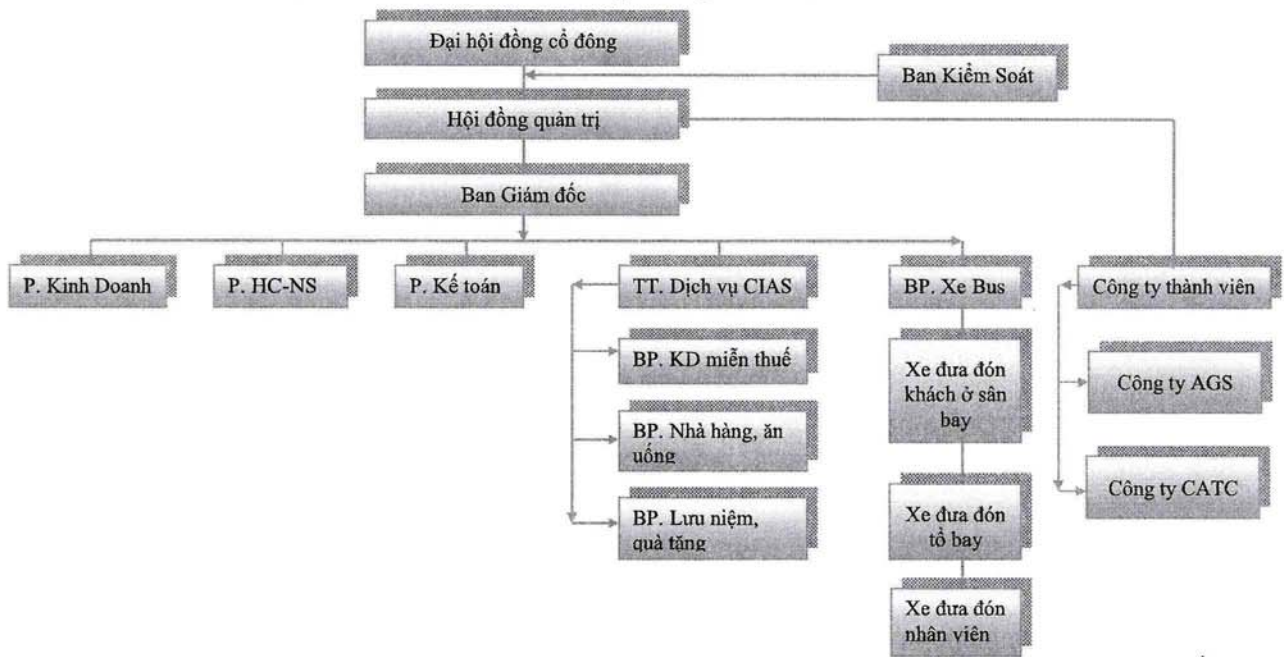 Đại hội đồng cổ đông
Ban Kiểm Soát
Hội đồng quản trị
Ban Giám đốc
P. Kinh Doanh
P. HC-NS
P. Kế toán
TT. Dịch vụ CIAS
BP. Xe Bus
Công ty thành viên
BP. KD miễn thuế
BP. Nhà hàng, ăn
uống
BP. Lưu niệm,
quà tặng
Xe đưa đón
khách ở sân
bay
Xe đưa đón
tổ bay
Xe đưa đón
nhân viên
Công ty AGS
Công ty CATC